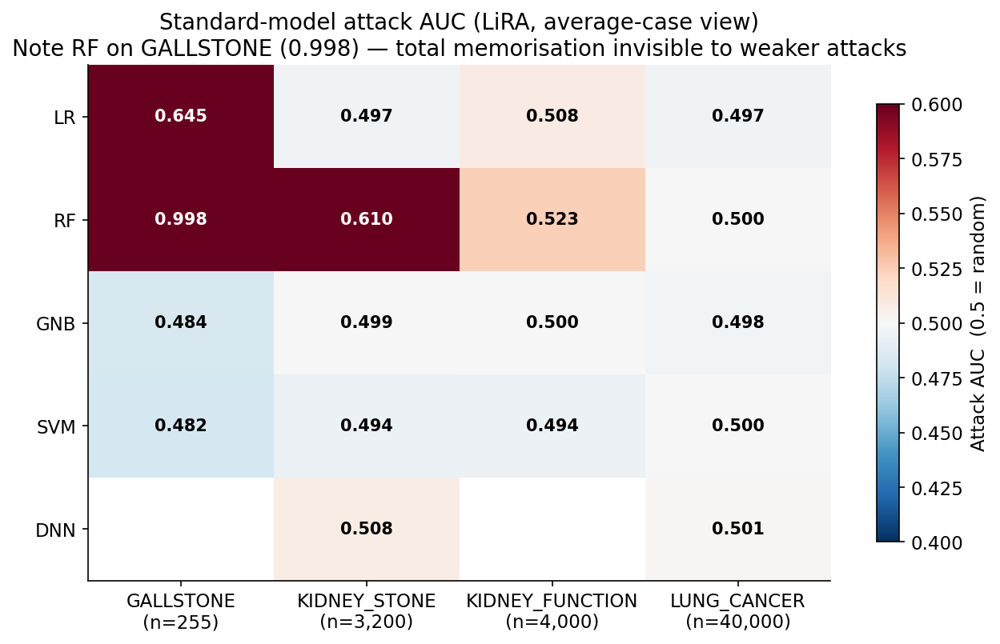 Standard-model attack AUC (LiRA, average-case view)
Note RF on GALLSTONE (0.998) — total memorisation invisible to weaker attacks
LR 0.645 0.497 0.508 0.497
RF 0.998 0.610 0.523 0.500
GNB 0.484 0.499 0.500 0.498
SVM 0.482 0.494 0.494 0.500
DNN 0.508 0.501
GALLSTONE KIDNEY_STONE KIDNEY_FUNCTION LUNG_CANCER
(n=255) (n=3,200) (n=4,000) (n=40,000)
0.600
0.575
0.550
0.525
0.500
0.475
0.450
0.425
0.400
Attack AUC (0.5 = random)